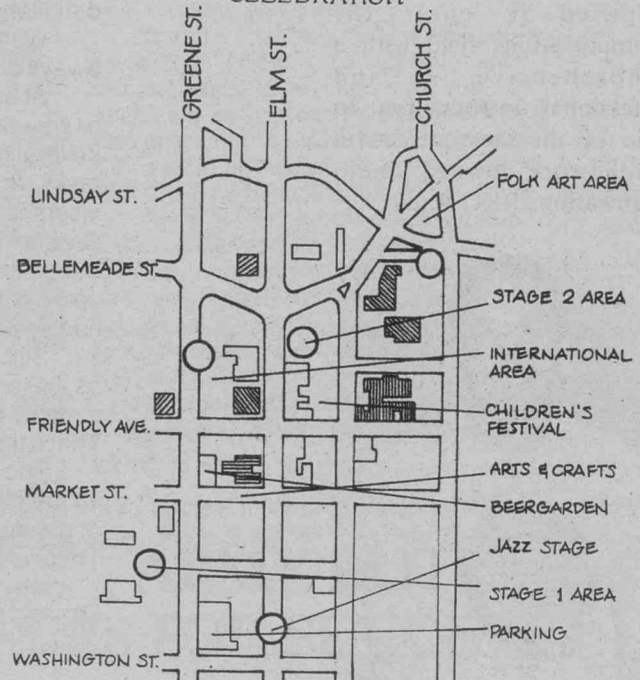 CELEBRATION
GREENE ST.
ELM ST.
CHURCH ST.
LINDSAY ST.
FOLK ART AREA
BELLEMEADE ST.
STAGE 2 AREA
INTERNATIONAL
AREA
CHILDREN'S
FESTIVAL
FRIENDLY AVE.
ARTS & CRAFTS
MARKET ST.
BEERGARDEN
JAZZ STAGE
STAGE 1 AREA
PARKING
WASHINGTON ST.